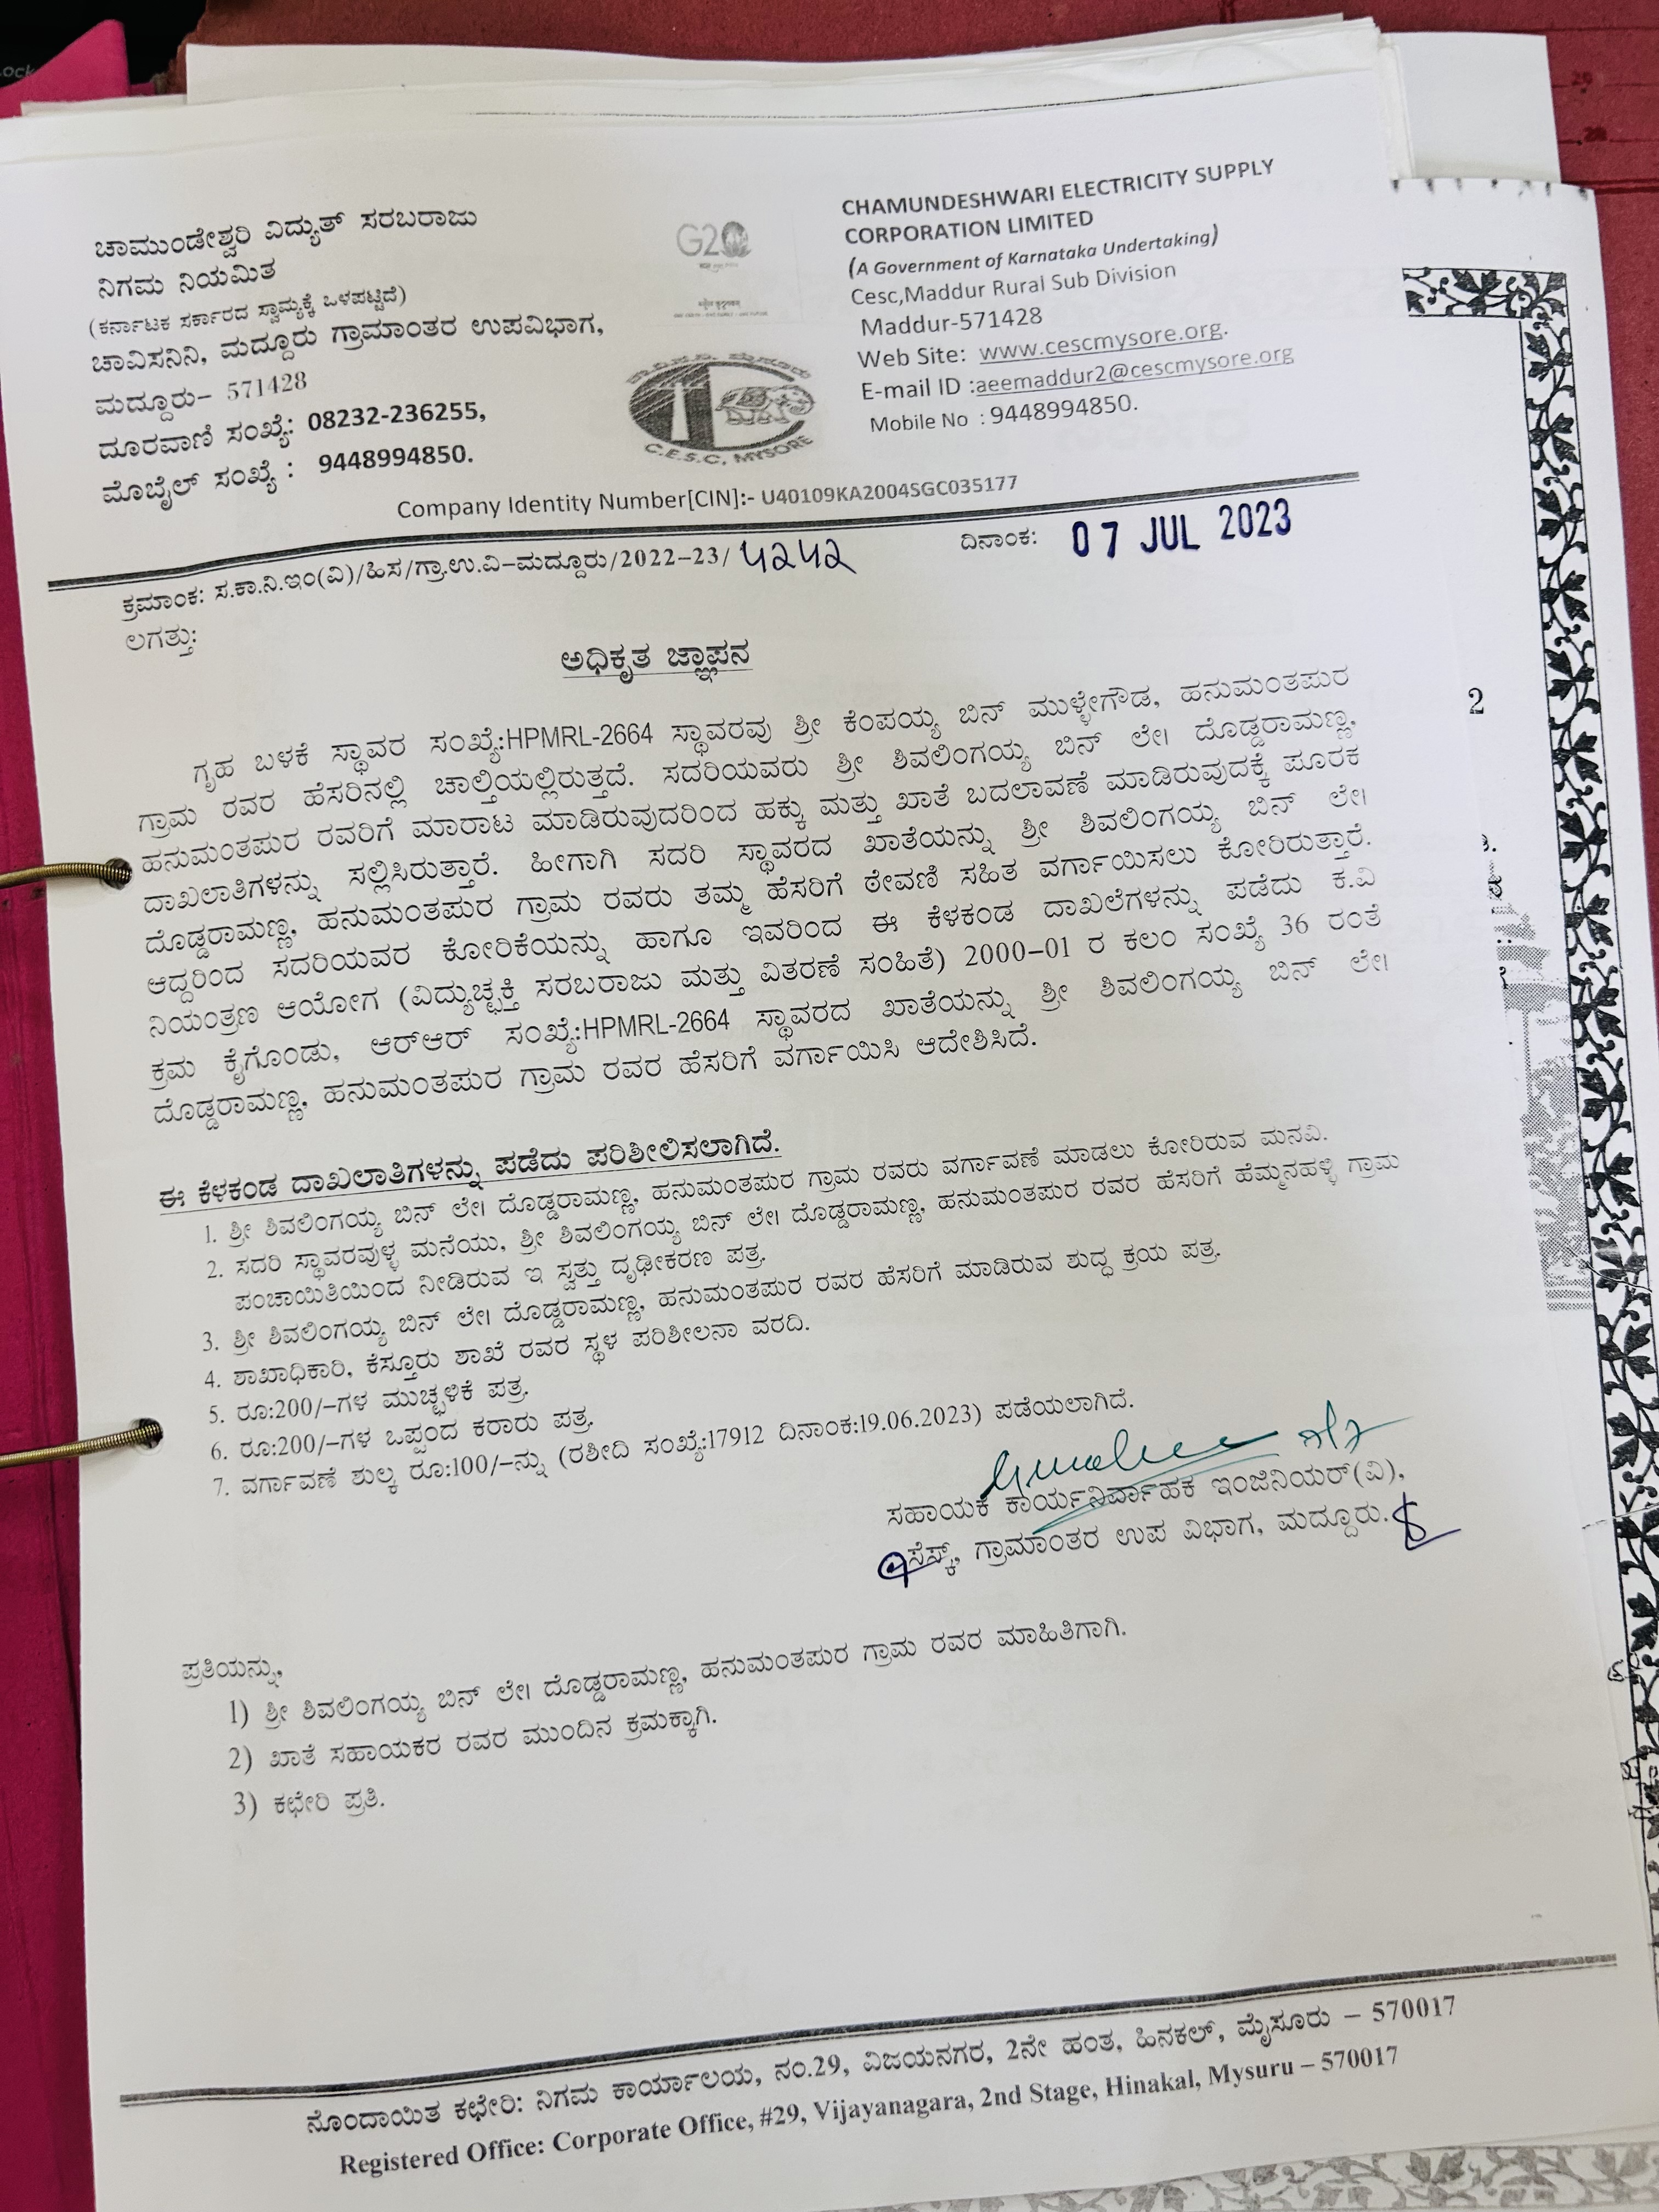 ಚಾಮುಂಡೇಶ್ವರಿ ವಿದ್ಯುತ್ ಸರಬರಾಜು
ನಿಗಮ ನಿಯಮಿತ
(ಕರ್ನಾಟಕ ಸರ್ಕಾರದ ಸ್ವಾಮ್ಯಕ್ಕೆ ಒಳಪಟ್ಟಿದೆ)
ಚಾವಿಸನಿನಿ, ಮದ್ದೂರು ಗ್ರಾಮಾಂತರ ಉಪವಿಭಾಗ,
ಮದ್ದೂರು– 571428
ದೂರವಾಣಿ ಸಂಖ್ಯೆ: 08232-236255,
ಮೊಬೈಲ್ ಸಂಖ್ಯೆ : 9448994850.
G20
C.E.S.C. MYSORE
CHAMUNDESHWARI ELECTRICITY SUPPLY
CORPORATION LIMITED
(A Government of Karnataka Undertaking)
Cesc,Maddur Rural Sub Division
Maddur-571428
Web Site: www.cescmysore.org.
E-mail ID :aeemaddur2@cescmysore.org
Mobile No : 9448994850.
Company Identity Number[CIN]:- U40109KA2004SGC035177
ಕ್ರಮಾಂಕ: ಸ.ಕಾ.ನಿ.ಇಂ(ವಿ)/ಹಿಸ/ಗ್ರಾ.ಉ.ವಿ–ಮದ್ದೂರು/2022–23/ ೪೨೪೨ ದಿನಾಂಕ: 07 JUL 2023
ಲಗತ್ತು:
ಅಧಿಕೃತ ಜ್ಞಾಪನ
ಗೃಹ ಬಳಕೆ ಸ್ಥಾವರ ಸಂಖ್ಯೆ:HPMRL-2664 ಸ್ಥಾವರವು ಶ್ರೀ ಕೆಂಪಯ್ಯ ಬಿನ್ ಮುಳ್ಳೇಗೌಡ, ಹನುಮಂತಪುರ
ಗ್ರಾಮ ರವರ ಹೆಸರಿನಲ್ಲಿ ಚಾಲ್ತಿಯಲ್ಲಿರುತ್ತದೆ. ಸದರಿಯವರು ಶ್ರೀ ಶಿವಲಿಂಗಯ್ಯ ಬಿನ್ ಲೇ। ದೊಡ್ಡರಾಮಣ್ಣ,
ಹನುಮಂತಪುರ ರವರಿಗೆ ಮಾರಾಟ ಮಾಡಿರುವುದರಿಂದ ಹಕ್ಕು ಮತ್ತು ಖಾತೆ ಬದಲಾವಣೆ ಮಾಡಿರುವುದಕ್ಕೆ ಪೂರಕ
ದಾಖಲಾತಿಗಳನ್ನು ಸಲ್ಲಿಸಿರುತ್ತಾರೆ. ಹೀಗಾಗಿ ಸದರಿ ಸ್ಥಾವರದ ಖಾತೆಯನ್ನು ಶ್ರೀ ಶಿವಲಿಂಗಯ್ಯ ಬಿನ್ ಲೇ।
ದೊಡ್ಡರಾಮಣ್ಣ, ಹನುಮಂತಪುರ ಗ್ರಾಮ ರವರು ತಮ್ಮ ಹೆಸರಿಗೆ ಠೇವಣಿ ಸಹಿತ ವರ್ಗಾಯಿಸಲು ಕೋರಿರುತ್ತಾರೆ.
ಆದ್ದರಿಂದ ಸದರಿಯವರ ಕೋರಿಕೆಯನ್ನು ಹಾಗೂ ಇವರಿಂದ ಈ ಕೆಳಕಂಡ ದಾಖಲೆಗಳನ್ನು ಪಡೆದು ಕ.ವಿ
ನಿಯಂತ್ರಣ ಆಯೋಗ (ವಿದ್ಯುಚ್ಛಕ್ತಿ ಸರಬರಾಜು ಮತ್ತು ವಿತರಣೆ ಸಂಹಿತೆ) 2000–01 ರ ಕಲಂ ಸಂಖ್ಯೆ 36 ರಂತೆ
ಕ್ರಮ ಕೈಗೊಂಡು, ಆರ್‌ಆರ್ ಸಂಖ್ಯೆ:HPMRL-2664 ಸ್ಥಾವರದ ಖಾತೆಯನ್ನು ಶ್ರೀ ಶಿವಲಿಂಗಯ್ಯ ಬಿನ್ ಲೇ।
ದೊಡ್ಡರಾಮಣ್ಣ, ಹನುಮಂತಪುರ ಗ್ರಾಮ ರವರ ಹೆಸರಿಗೆ ವರ್ಗಾಯಿಸಿ ಆದೇಶಿಸಿದೆ.
ಈ ಕೆಳಕಂಡ ದಾಖಲಾತಿಗಳನ್ನು ಪಡೆದು ಪರಿಶೀಲಿಸಲಾಗಿದೆ.
1. ಶ್ರೀ ಶಿವಲಿಂಗಯ್ಯ ಬಿನ್ ಲೇ। ದೊಡ್ಡರಾಮಣ್ಣ, ಹನುಮಂತಪುರ ಗ್ರಾಮ ರವರು ವರ್ಗಾವಣೆ ಮಾಡಲು ಕೋರಿರುವ ಮನವಿ.
2. ಸದರಿ ಸ್ಥಾವರವುಳ್ಳ ಮನೆಯು, ಶ್ರೀ ಶಿವಲಿಂಗಯ್ಯ ಬಿನ್ ಲೇ। ದೊಡ್ಡರಾಮಣ್ಣ, ಹನುಮಂತಪುರ ರವರ ಹೆಸರಿಗೆ ಹೆಮ್ಮನಹಳ್ಳಿ ಗ್ರಾಮ
ಪಂಚಾಯಿತಿಯಿಂದ ನೀಡಿರುವ ಇ ಸ್ವತ್ತು ದೃಢೀಕರಣ ಪತ್ರ.
3. ಶ್ರೀ ಶಿವಲಿಂಗಯ್ಯ ಬಿನ್ ಲೇ। ದೊಡ್ಡರಾಮಣ್ಣ, ಹನುಮಂತಪುರ ರವರ ಹೆಸರಿಗೆ ಮಾಡಿರುವ ಶುದ್ಧ ಕ್ರಯ ಪತ್ರ.
4. ಶಾಖಾಧಿಕಾರಿ, ಕೆಸ್ತೂರು ಶಾಖೆ ರವರ ಸ್ಥಳ ಪರಿಶೀಲನಾ ವರದಿ.
5. ರೂ:200/–ಗಳ ಮುಚ್ಛಳಿಕೆ ಪತ್ರ.
6. ರೂ:200/–ಗಳ ಒಪ್ಪಂದ ಕರಾರು ಪತ್ರ.
7. ವರ್ಗಾವಣೆ ಶುಲ್ಕ ರೂ:100/–ನ್ನು (ರಶೀದಿ ಸಂಖ್ಯೆ:17912 ದಿನಾಂಕ:19.06.2023) ಪಡೆಯಲಾಗಿದೆ.
ಸಹಾಯಕ ಕಾರ್ಯನಿರ್ವಾಹಕ ಇಂಜಿನಿಯರ್(ವಿ),
ಸೆಸ್ಕ್, ಗ್ರಾಮಾಂತರ ಉಪ ವಿಭಾಗ, ಮದ್ದೂರು.
ಪ್ರತಿಯನ್ನು,
1) ಶ್ರೀ ಶಿವಲಿಂಗಯ್ಯ ಬಿನ್ ಲೇ। ದೊಡ್ಡರಾಮಣ್ಣ, ಹನುಮಂತಪುರ ಗ್ರಾಮ ರವರ ಮಾಹಿತಿಗಾಗಿ.
2) ಖಾತೆ ಸಹಾಯಕರ ರವರ ಮುಂದಿನ ಕ್ರಮಕ್ಕಾಗಿ.
3) ಕಛೇರಿ ಪ್ರತಿ.
ನೊಂದಾಯಿತ ಕಛೇರಿ: ನಿಗಮ ಕಾರ್ಯಾಲಯ, ನಂ.29, ವಿಜಯನಗರ, 2ನೇ ಹಂತ, ಹಿನಕಲ್, ಮೈಸೂರು – 570017
Registered Office: Corporate Office, #29, Vijayanagara, 2nd Stage, Hinakal, Mysuru – 570017
2